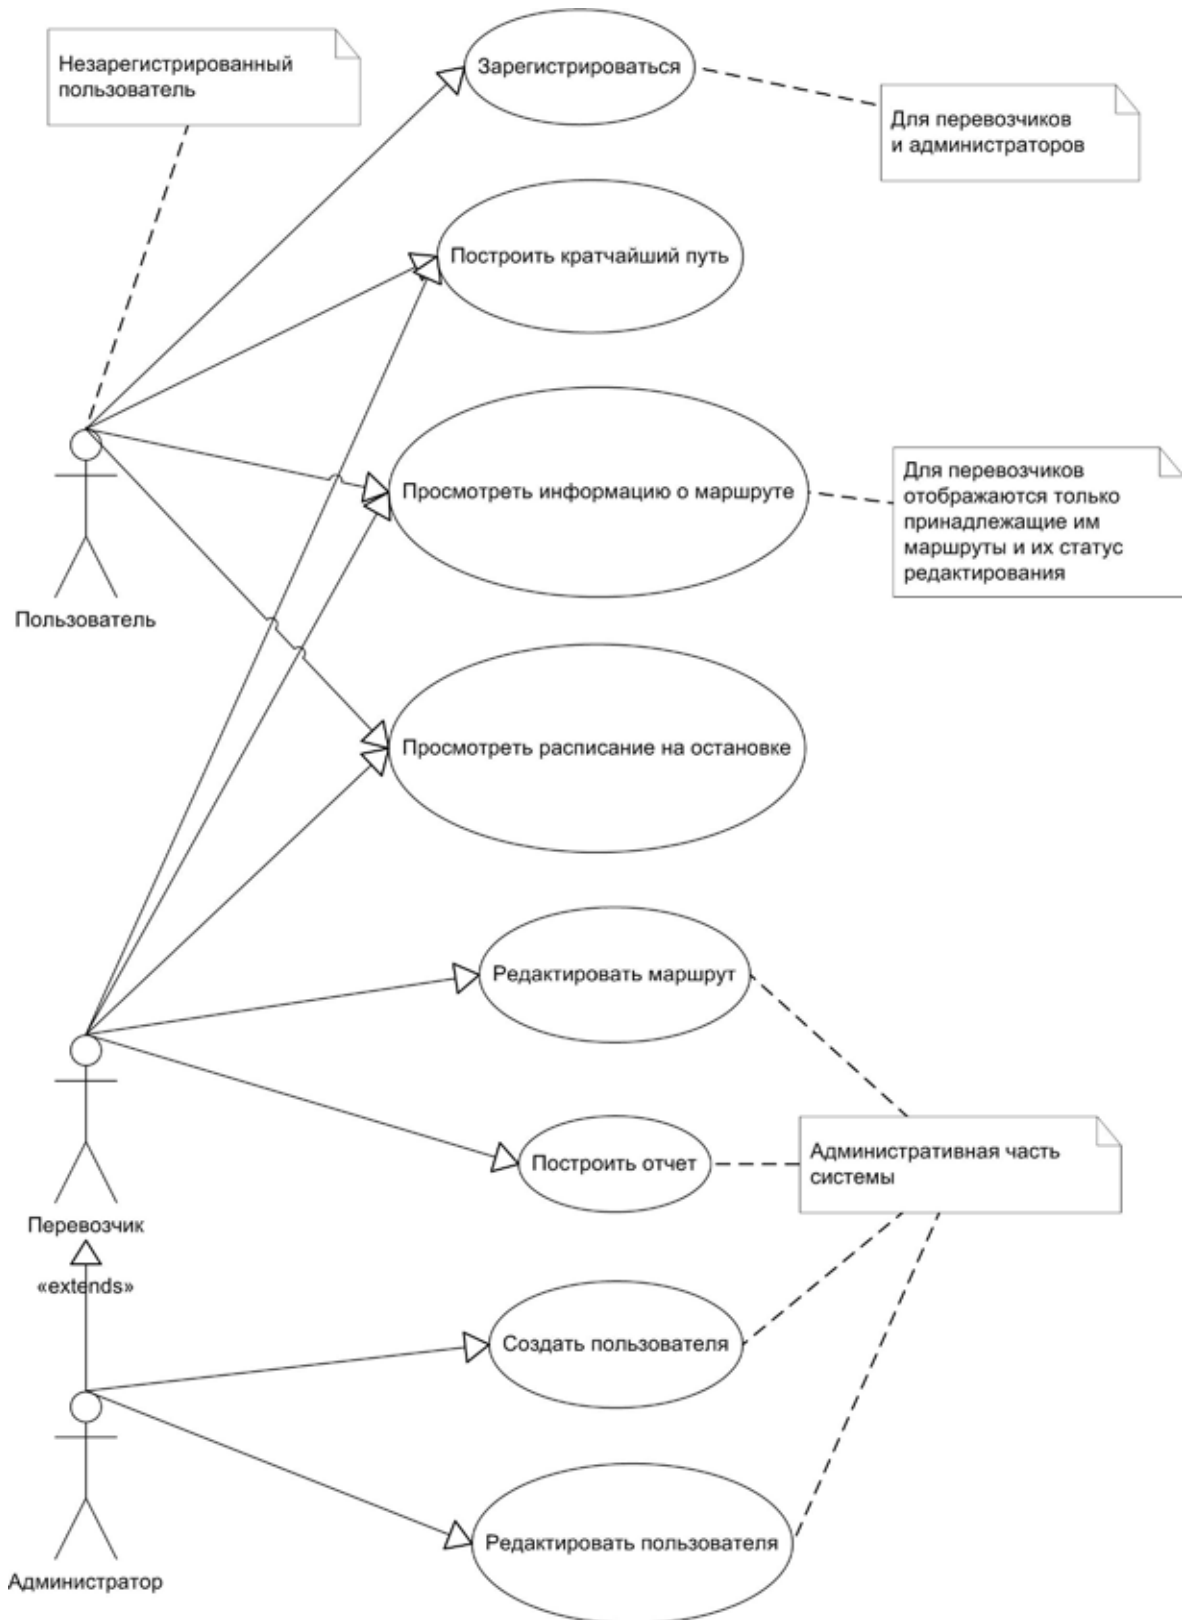 Незарегистрированный
пользователь
Зарегистрироваться
Для перевозчиков
и администраторов
Построить кратчайший путь
Просмотреть информацию о маршруте
Для перевозчиков
отображаются только
принадлежащие им
маршруты и их статус
редактирования
Пользователь
Просмотреть расписание на остановке
Редактировать маршрут
Построить отчет
Административная часть
системы
Перевозчик
«extends»
Создать пользователя
Редактировать пользователя
Администратор